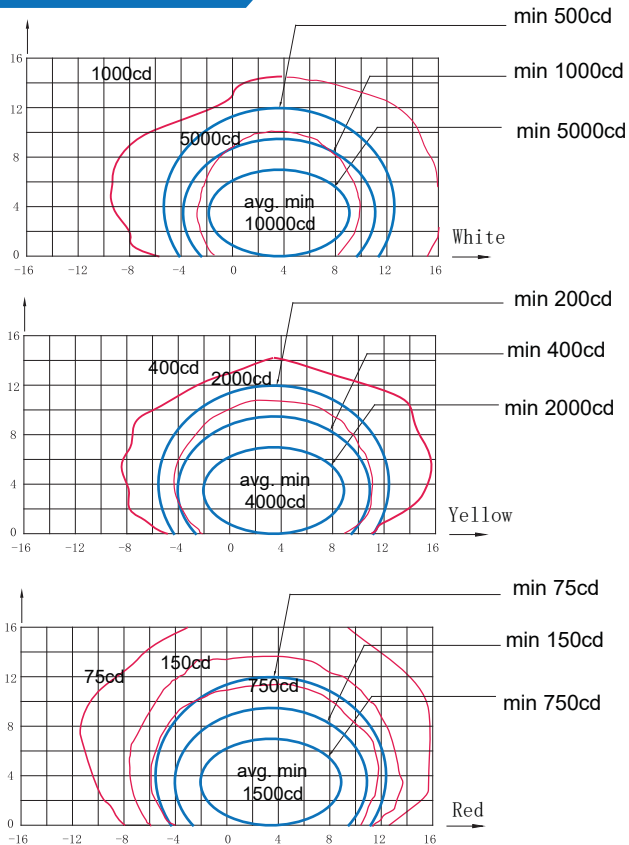 min 500cd
16
1000cd
min 1000cd
12
5000cd
min 5000cd
8
avg. min
4
10000cd
White
0
-16 -12 -8 -4 0 4 8 12 16
min 200cd
16
400cd
min 400cd
2000cd
12
min 2000cd
8
avg. min
4
4000cd
Yellow
0
-16 -12 -8 -4 0 4 8 12 16
min 75cd
16
min 150cd
150cd
75cd
12
750cd
min 750cd
8
avg. min
4
1500cd
Red
0
-16 -12 -8 -4 0 4 8 12 16